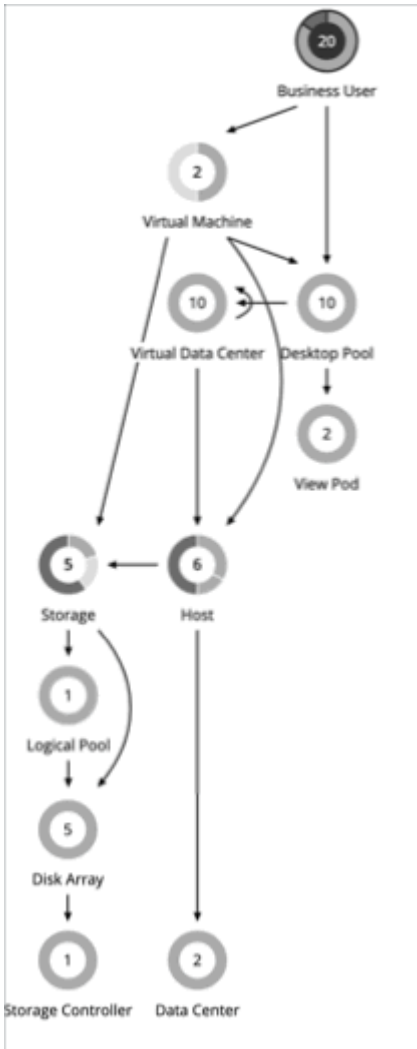 20
Business User
2
Virtual Machine
10
10
Virtual Data Center
Desktop Pool
2
View Pod
5
6
Storage
Host
1
Logical Pool
5
Disk Array
1
2
Storage Controller
Data Center